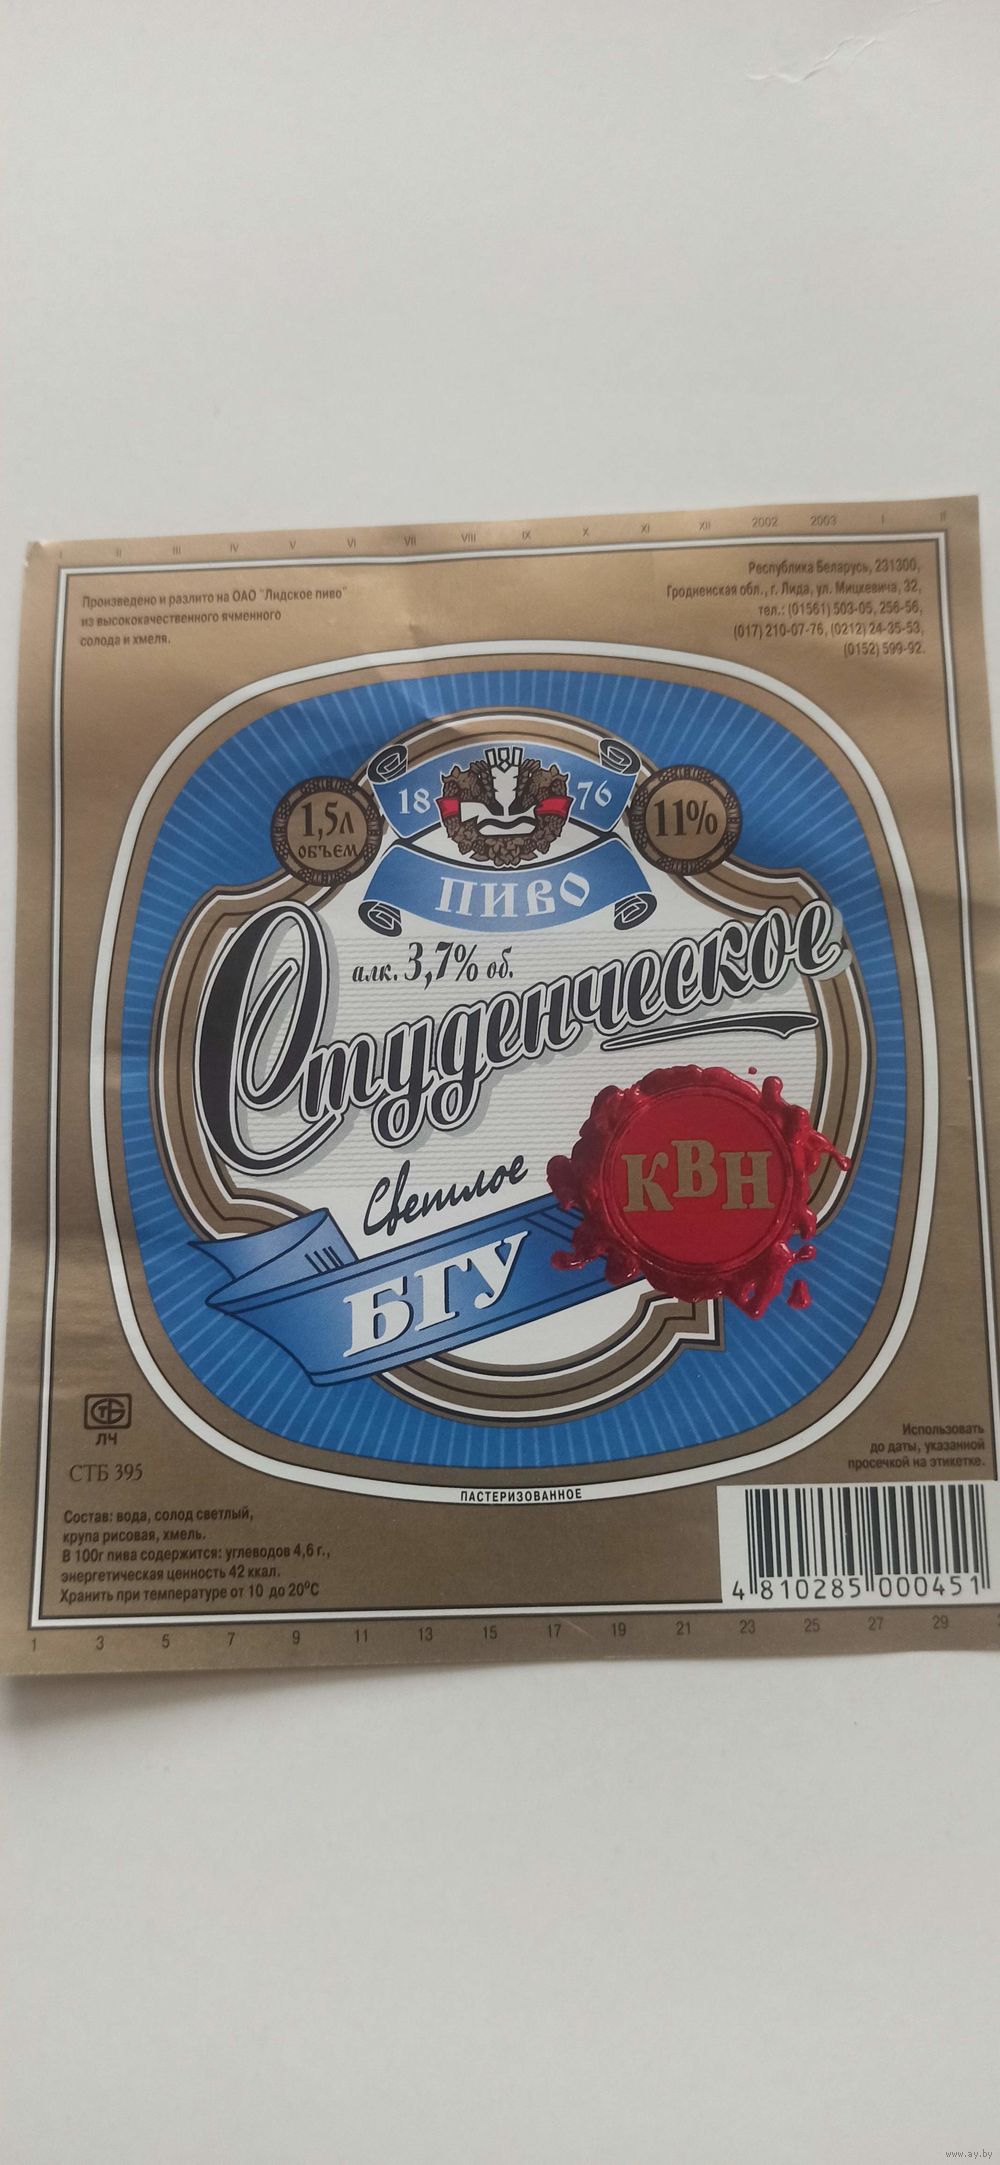 I II III IV V VI VII VIII IX X XI XII 2002 2003 I II
Произведено и разлито на ОАО "Лидское пиво"
из высококачественного ячменного
солода и хмеля.
Республика Беларусь, 231300,
Гродненская обл., г. Лида, ул. Мицкевича, 32,
тел.: (01561) 503-05, 256-56,
(017) 210-07-76, (0212) 24-35-53,
(0152) 599-92.
18 76
1,5л
ОБЪЕМ
11%
ПИВО
алк. 3,7% об.
Студенческое
Светлое
КВН
БГУ
СТБ
ЛЧ
СТБ 395
Использовать
до даты, указанной
просечкой на этикетке.
ПАСТЕРИЗОВАННОЕ
Состав: вода, солод светлый,
крупа рисовая, хмель.
В 100г пива содержится: углеводов 4,6 г.,
энергетическая ценность 42 ккал.
Хранить при температуре от 10 до 20°С
4 810285 000451
1 3 5 7 9 11 13 15 17 19 21 23 25 27 29
www.ay.by